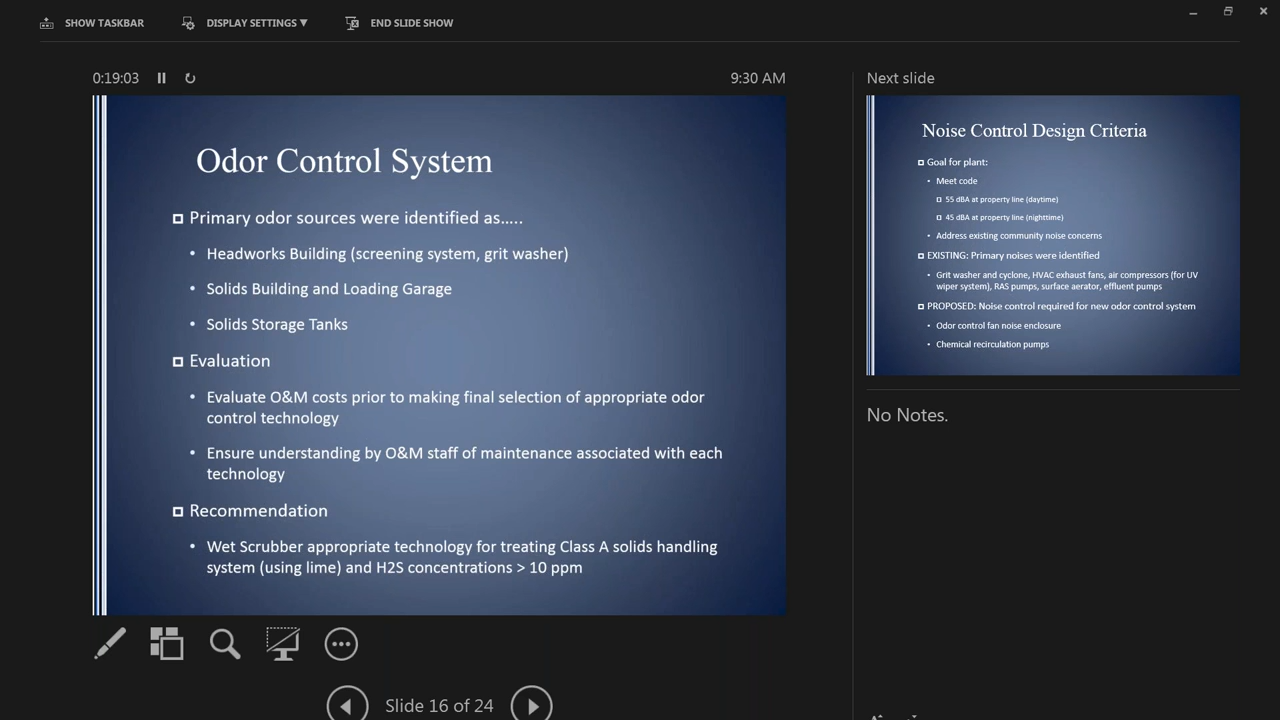 SHOW TASKBAR
DISPLAY SETTINGS ▼
END SLIDE SHOW
0:19:03
9:30 AM
Odor Control System
Primary odor sources were identified as.....
• Headworks Building (screening system, grit washer)
• Solids Building and Loading Garage
• Solids Storage Tanks
Evaluation
• Evaluate O&M costs prior to making final selection of appropriate odor
control technology
• Ensure understanding by O&M staff of maintenance associated with each
technology
Recommendation
• Wet Scrubber appropriate technology for treating Class A solids handling
system (using lime) and H2S concentrations > 10 ppm
Slide 16 of 24
Next slide
Noise Control Design Criteria
Goal for plant:
• Meet code
55 dBA at property line (daytime)
45 dBA at property line (nighttime)
• Address existing community noise concerns
EXISTING: Primary noises were identified
• Grit washer and cyclone, HVAC exhaust fans, air compressors (for UV
wiper system), RAS pumps, surface aerator, effluent pumps
PROPOSED: Noise control required for new odor control system
• Odor control fan noise enclosure
• Chemical recirculation pumps
No Notes.